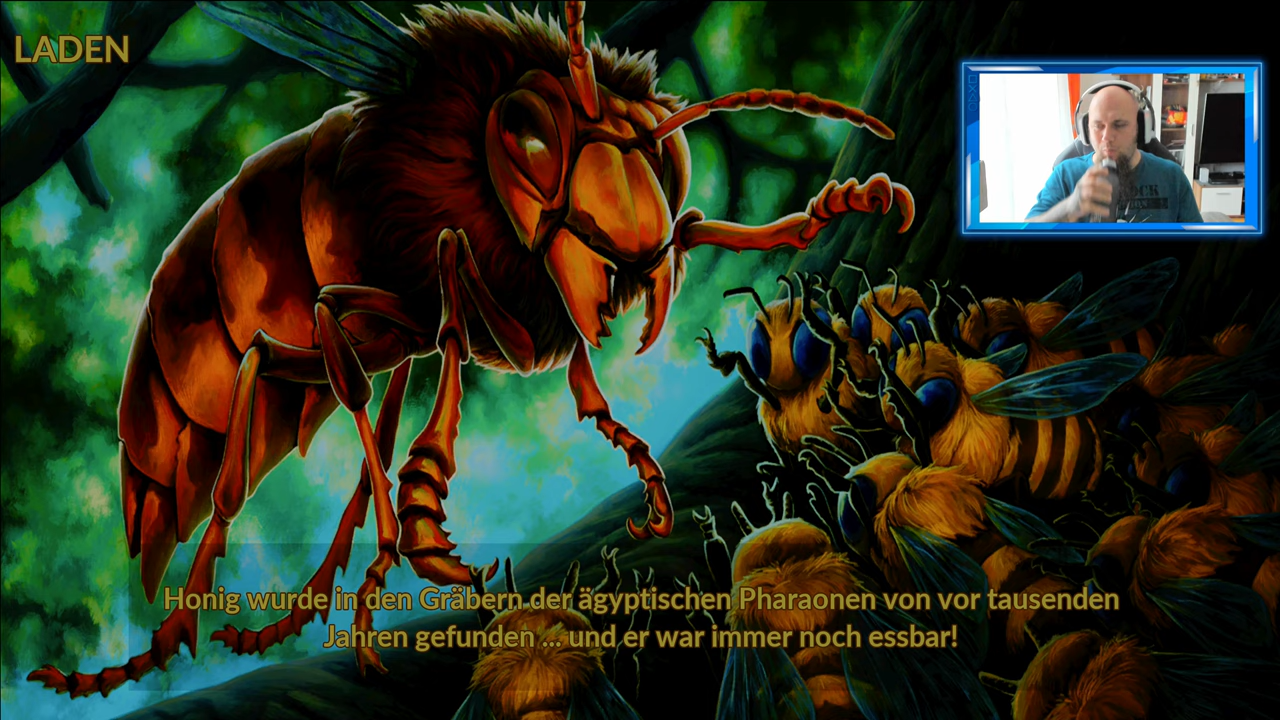 LADEN
Honig wurde in den Gräbern der ägyptischen Pharaonen von vor tausenden
Jahren gefunden ... und er war immer noch essbar!